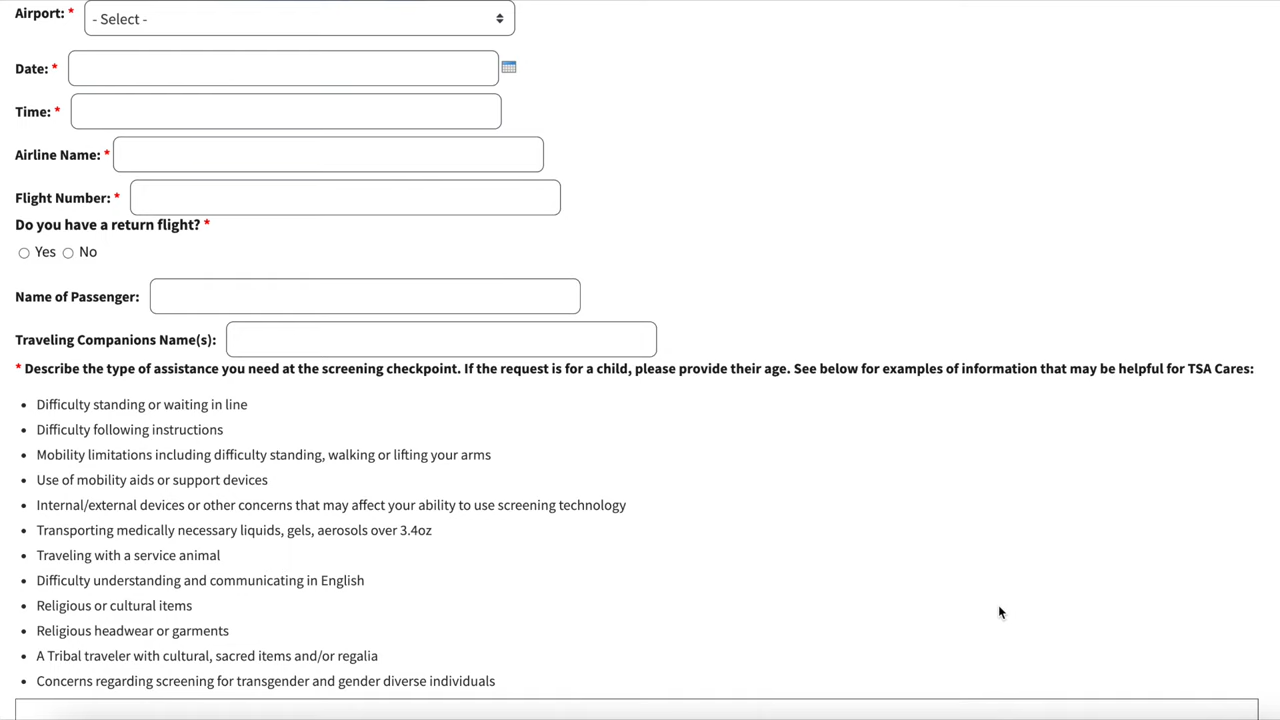 Airport: *
- Select -
Date: *
Time: *
Airline Name: *
Flight Number: *
Do you have a return flight? *
Yes No
Name of Passenger:
Traveling Companions Name(s):
* Describe the type of assistance you need at the screening checkpoint. If the request is for a child, please provide their age. See below for examples of information that may be helpful for TSA Cares:
• Difficulty standing or waiting in line
• Difficulty following instructions
• Mobility limitations including difficulty standing, walking or lifting your arms
• Use of mobility aids or support devices
• Internal/external devices or other concerns that may affect your ability to use screening technology
• Transporting medically necessary liquids, gels, aerosols over 3.4oz
• Traveling with a service animal
• Difficulty understanding and communicating in English
• Religious or cultural items
• Religious headwear or garments
• A Tribal traveler with cultural, sacred items and/or regalia
• Concerns regarding screening for transgender and gender diverse individuals